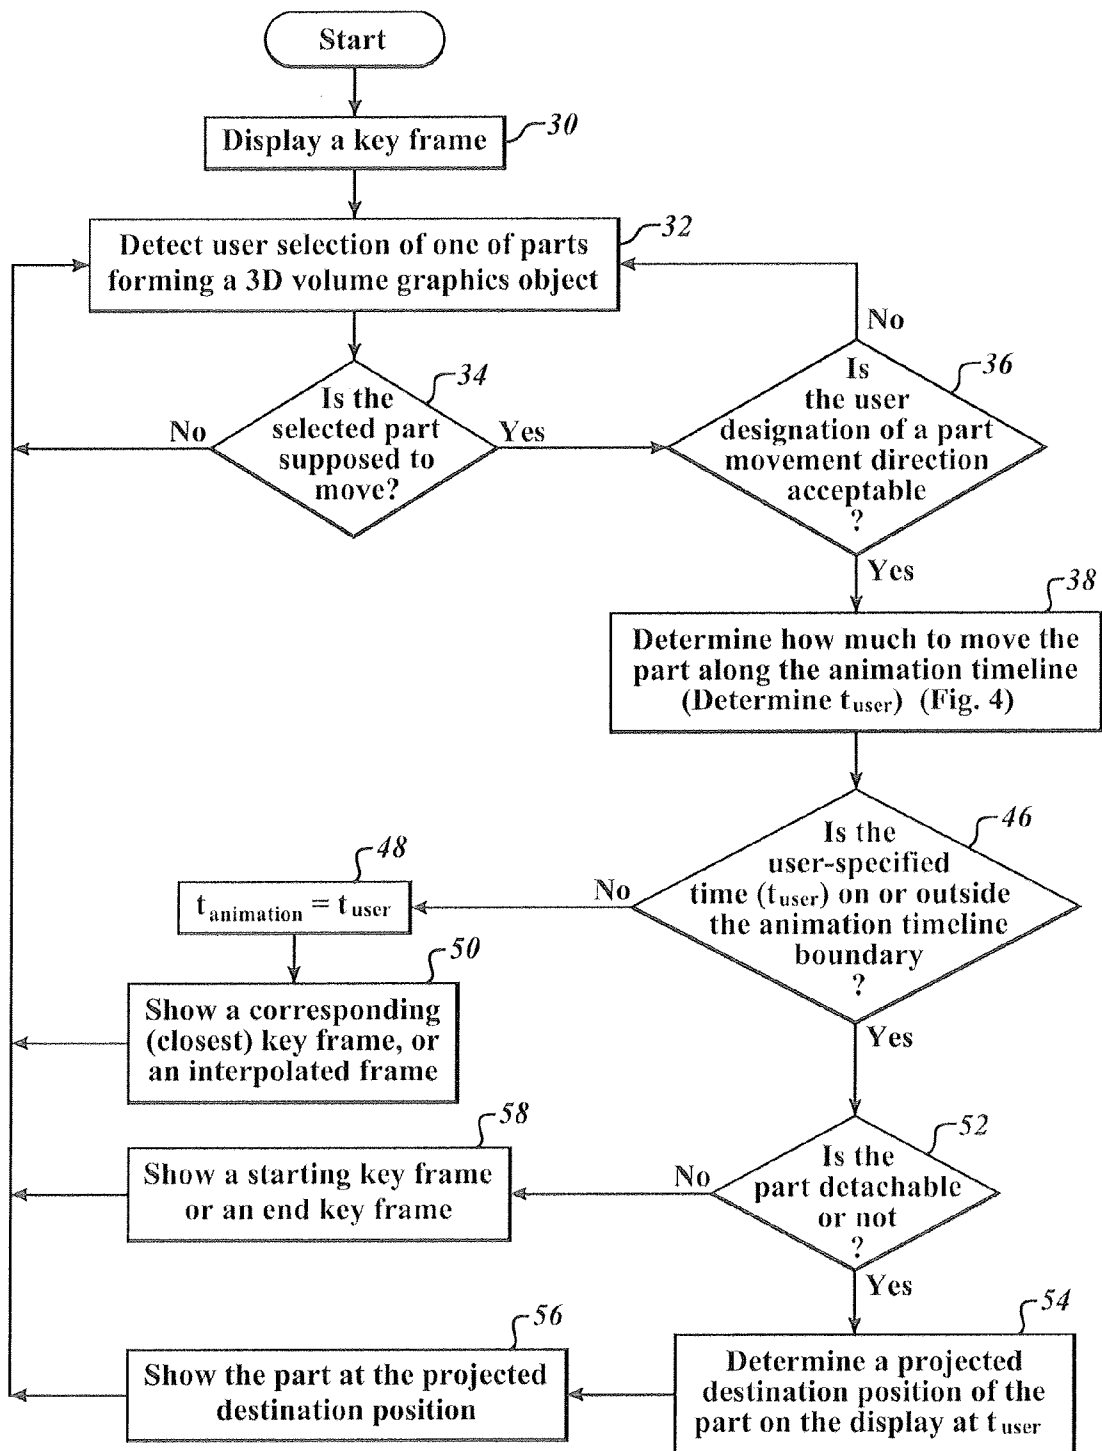 Start
Display a key frame
30
Detect user selection of one of parts
forming a 3D volume graphics object
32
Is the
selected part
supposed to
move?
34
No
Yes
Is
the user
designation of a part
movement direction
acceptable
?
36
No
Yes
Determine how much to move the
part along the animation timeline
(Determine tuser) (Fig. 4)
38
Is the
user-specified
time (tuser) on or outside
the animation timeline
boundary
?
46
No
Yes
tanimation = tuser
48
Show a corresponding
(closest) key frame, or
an interpolated frame
50
Is the
part detachable
or not
?
52
No
Yes
Show a starting key frame
or an end key frame
58
Determine a projected
destination position of the
part on the display at tuser
54
Show the part at the projected
destination position
56